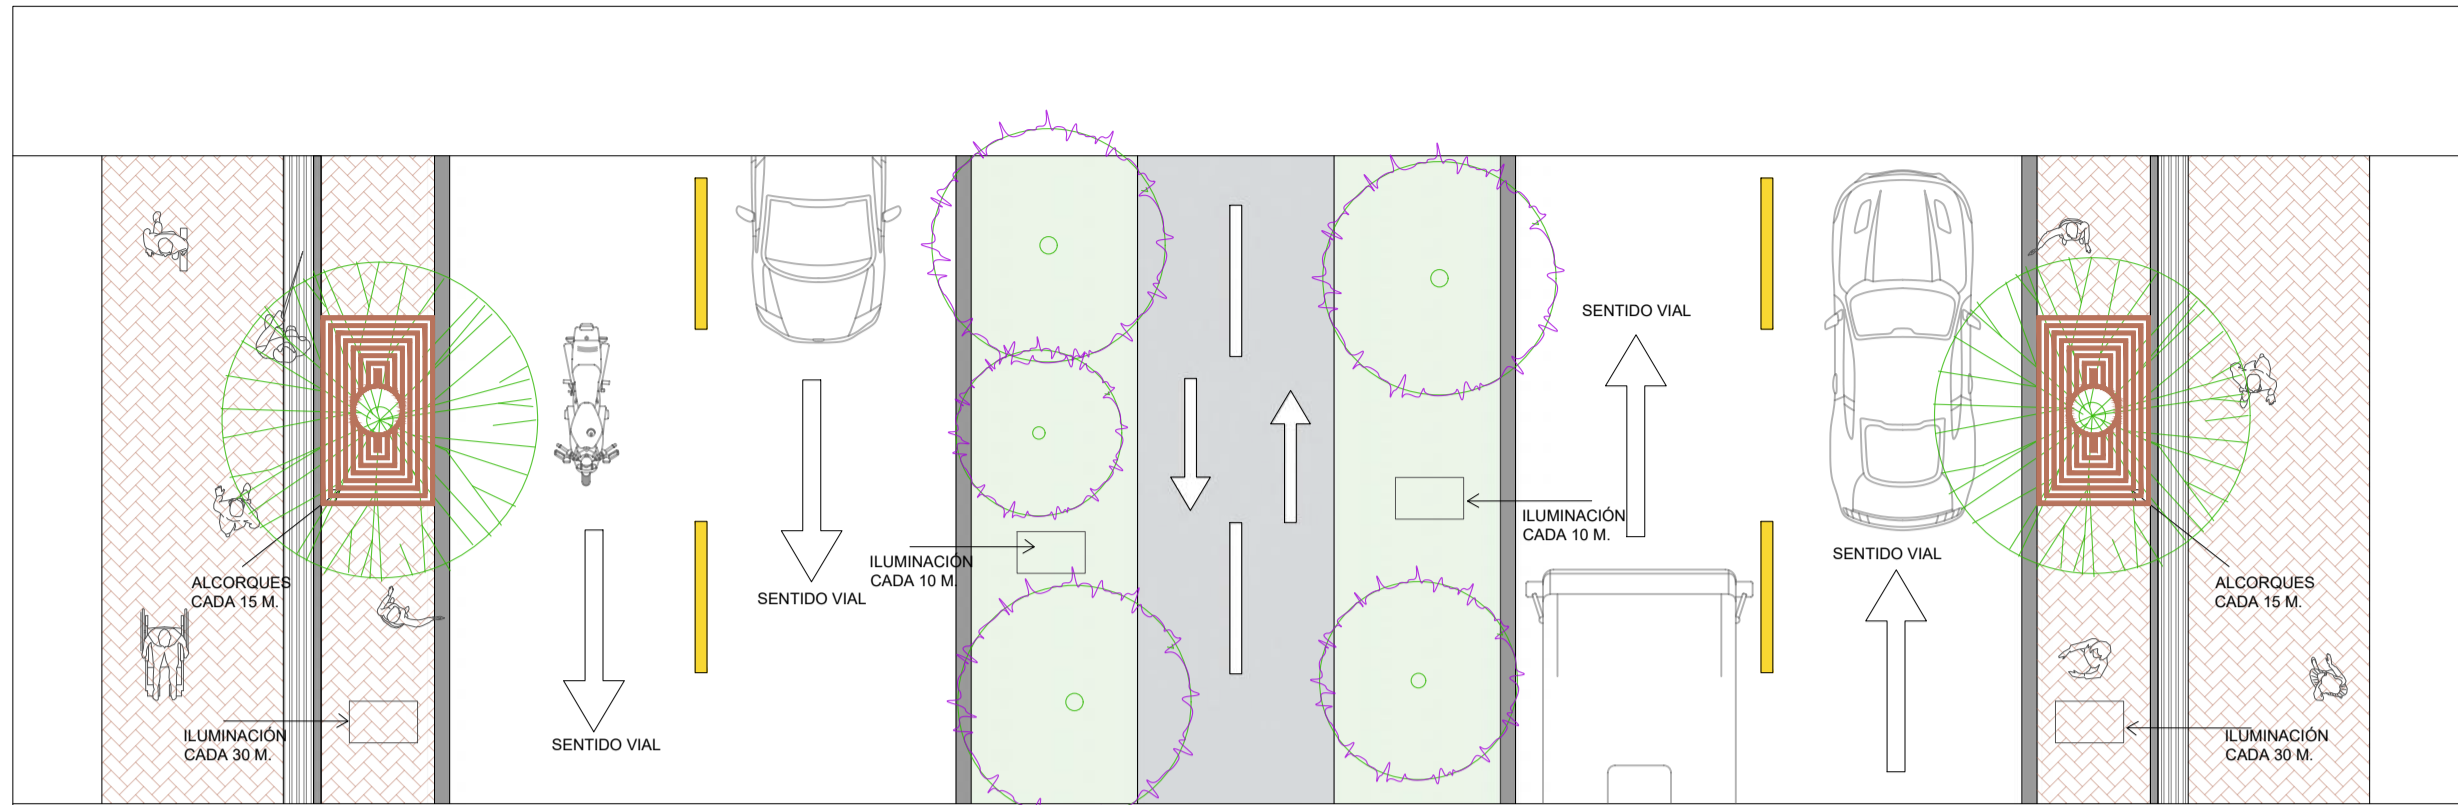 SENTIDO VIAL
ALCORQUES
CADA 15 M.
ILUMINACIÓN
CADA 30 M.
SENTIDO VIAL
SENTIDO VIAL
ILUMINACIÓN
CADA 10 M.
ILUMINACIÓN
CADA 10 M.
SENTIDO VIAL
ALCORQUES
CADA 15 M.
ILUMINACIÓN
CADA 30 M.